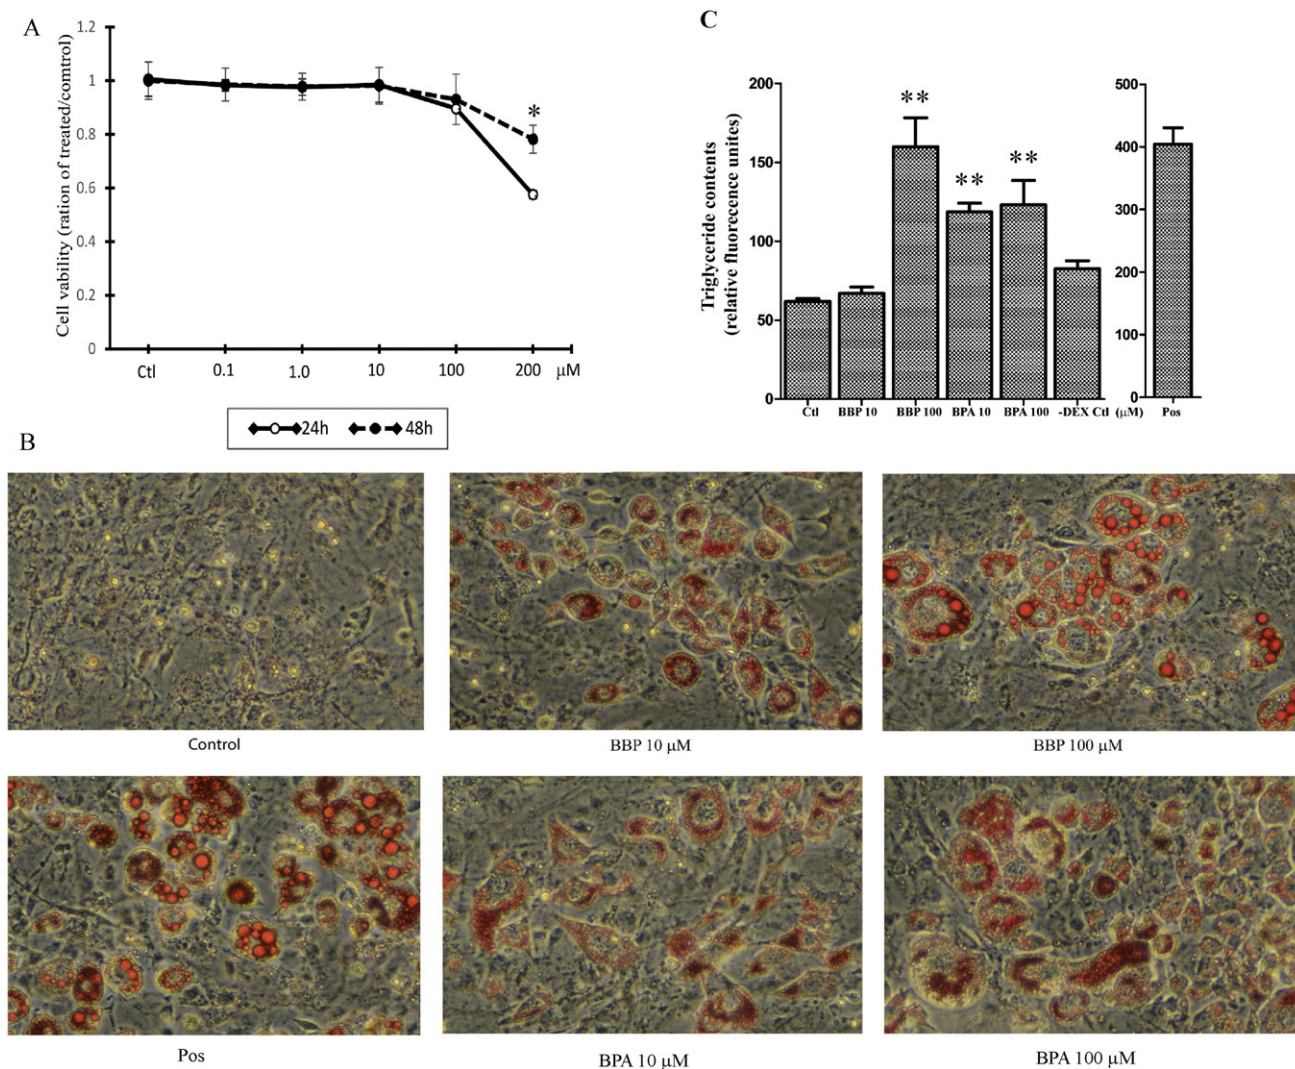 A
Cell vability (ration of treated/comtrol)
1.2
1
0.8
0.6
0.4
0.2
0
*
Ctl 0.1 1.0 10 100 200 μM
24h 48h
C
Triglyceride contents
(relative fluorecence unites)
200
150
100
50
0
** ** **
Ctl BBP 10 BBP 100 BPA 10 BPA 100 -DEX Ctl (μM)
500
400
300
200
100
0
Pos
B
Control BBP 10 μM BBP 100 μM
Pos BPA 10 μM BPA 100 μM